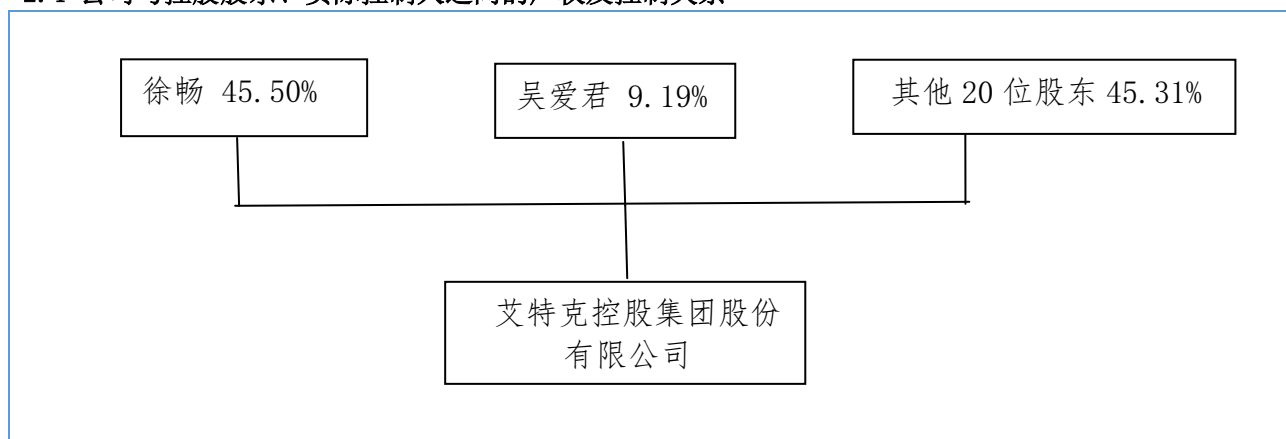 徐畅 45.50%
吴爱君 9.19%
其他 20 位股东 45.31%
艾特克控股集团股份
有限公司